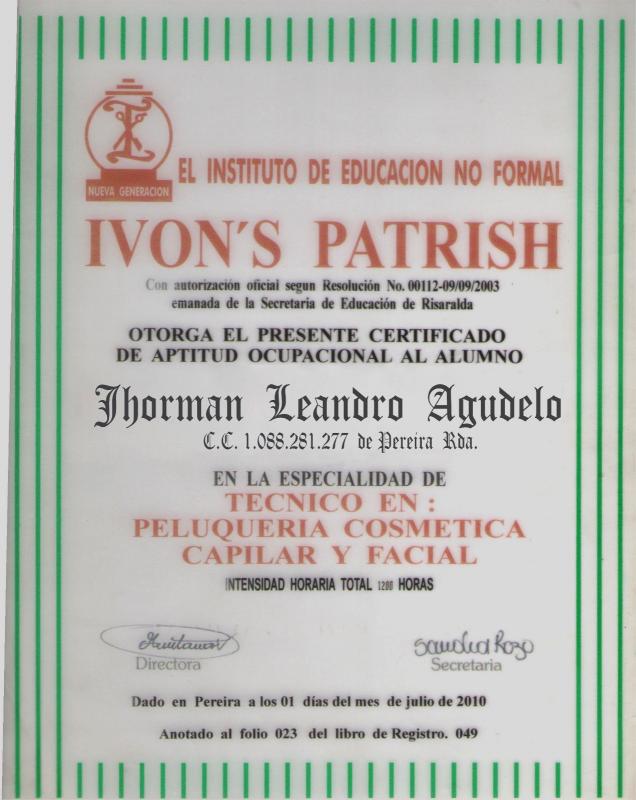 NUEVA GENERACION
EL INSTITUTO DE EDUCACION NO FORMAL
IVON´S PATRISH
Con autorización oficial segun Resolución No. 00112-09/09/2003
emanada de la Secretaria de Educación de Risaralda
OTORGA EL PRESENTE CERTIFICADO
DE APTITUD OCUPACIONAL AL ALUMNO
Jhorman Leandro Agudelo
C.C. 1.088.281.277 de Pereira Rda.
EN LA ESPECIALIDAD DE
TECNICO EN :
PELUQUERIA COSMETICA
CAPILAR Y FACIAL
INTENSIDAD HORARIA TOTAL 1200 HORAS
Sandra Rozo
Directora
Secretaria
Dado en Pereira a los 01 días del mes de julio de 2010
Anotado al folio 023 del libro de Registro. 049